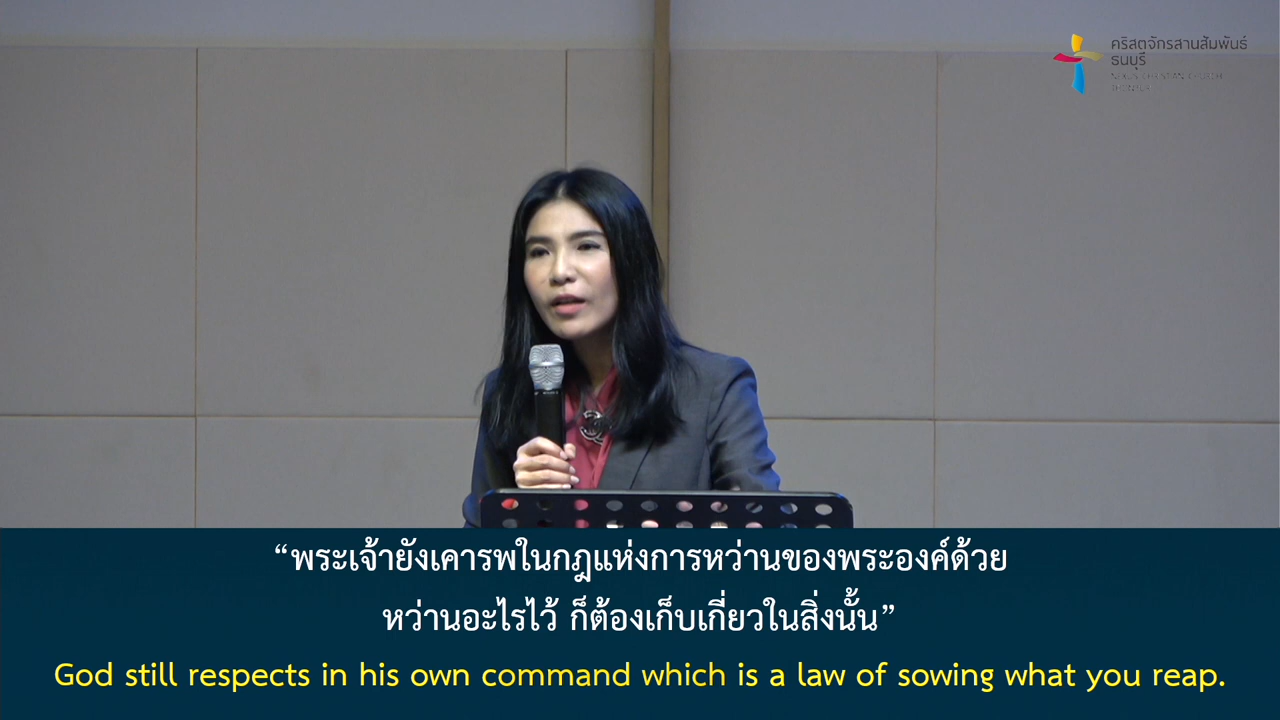 คริสตจักรสานสัมพันธ์
ธนบุรี
NEXUS CHRISTIAN CHURCH
“พระเจ้ายังเคารพในกฎแห่งการหว่านของพระองค์ด้วย
หว่านอะไรไว้ ก็ต้องเก็บเกี่ยวในสิ่งนั้น”
God still respects in his own command which is a law of sowing what you reap.